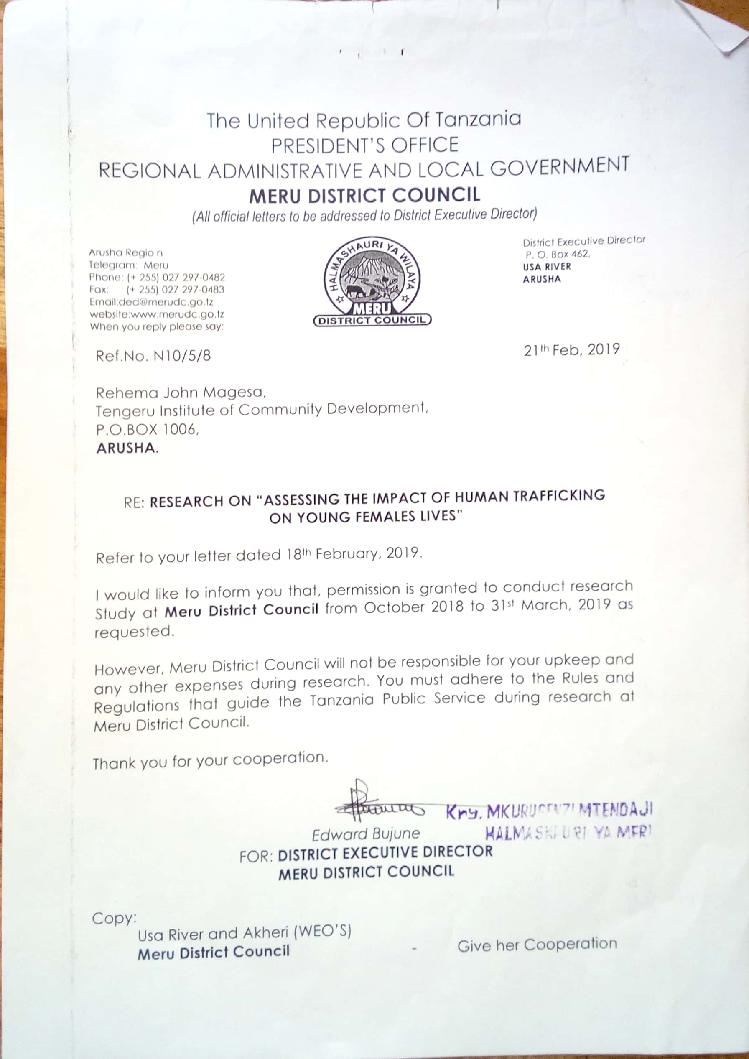 The United Republic Of Tanzania
PRESIDENT'S OFFICE
REGIONAL ADMINISTRATIVE AND LOCAL GOVERNMENT
MERU DISTRICT COUNCIL
(All official letters to be addressed to District Executive Director)
Arusha Region
Telegram: Meru
Phone: (+ 255) 027 297-0482
Fax: (+ 255) 027 297-0483
Email:ded@merudc.go.tz
website:www.merudc.go.tz
When you reply please say:
HALMASHAURI YA WILAYA
MERU
DISTRICT COUNCIL
District Executive Director
P. O. Box 462,
USA RIVER
ARUSHA
Ref.No. N10/5/8
21th Feb, 2019
Rehema John Magesa,
Tengeru Institute of Community Development,
P.O.BOX 1006,
ARUSHA.
RE: RESEARCH ON "ASSESSING THE IMPACT OF HUMAN TRAFFICKING
ON YOUNG FEMALES LIVES"
Refer to your letter dated 18th February, 2019.
I would like to inform you that, permission is granted to conduct research
Study at Meru District Council from October 2018 to 31st March, 2019 as
requested.
However, Meru District Council will not be responsible for your upkeep and
any other expenses during research. You must adhere to the Rules and
Regulations that guide the Tanzania Public Service during research at
Meru District Council.
Thank you for your cooperation.
Kny. MKURUGENZI MTENDAJI
HALMASHAURI YA MERU
Edward Bujune
FOR: DISTRICT EXECUTIVE DIRECTOR
MERU DISTRICT COUNCIL
Copy:
Usa River and Akheri (WEO'S)
Meru District Council - Give her Cooperation